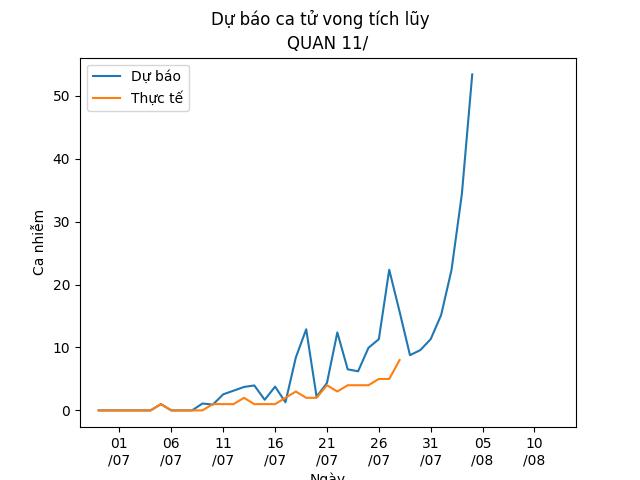 Dự báo ca tử vong tích lũy
QUAN 11/
Dự báo
Thực tế
Ca nhiễm
50
40
30
20
10
0
01 06 11 16 21 26 31 05 10
/07 /07 /07 /07 /07 /07 /07 /08 /08
Ngày